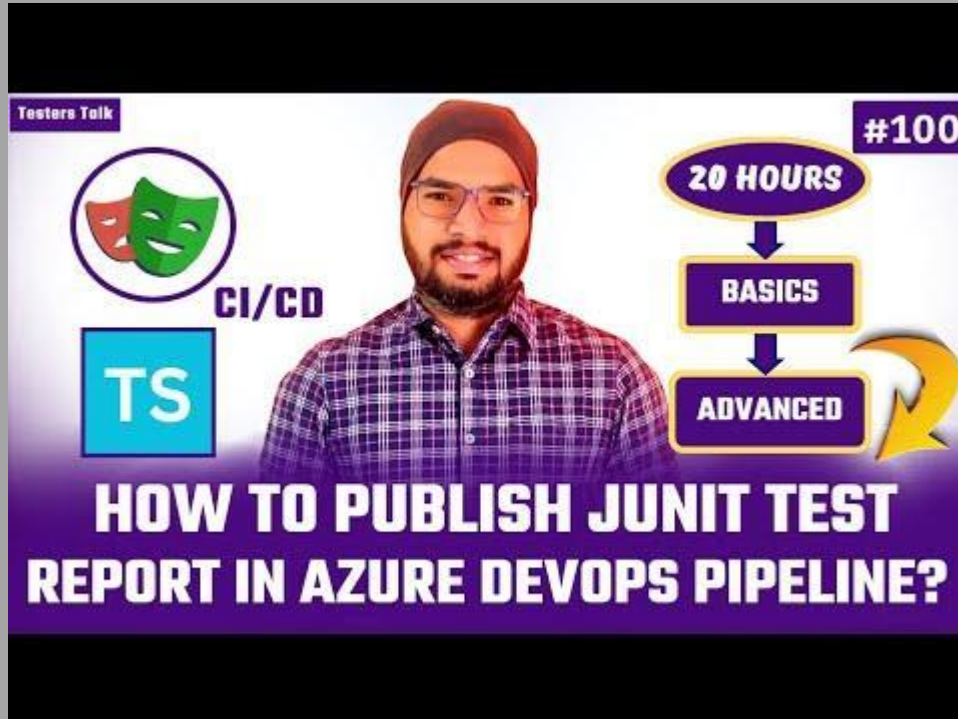 Testers Talk
#100
CI/CD
TS
20 HOURS
BASICS
ADVANCED
HOW TO PUBLISH JUNIT TEST
REPORT IN AZURE DEVOPS PIPELINE?